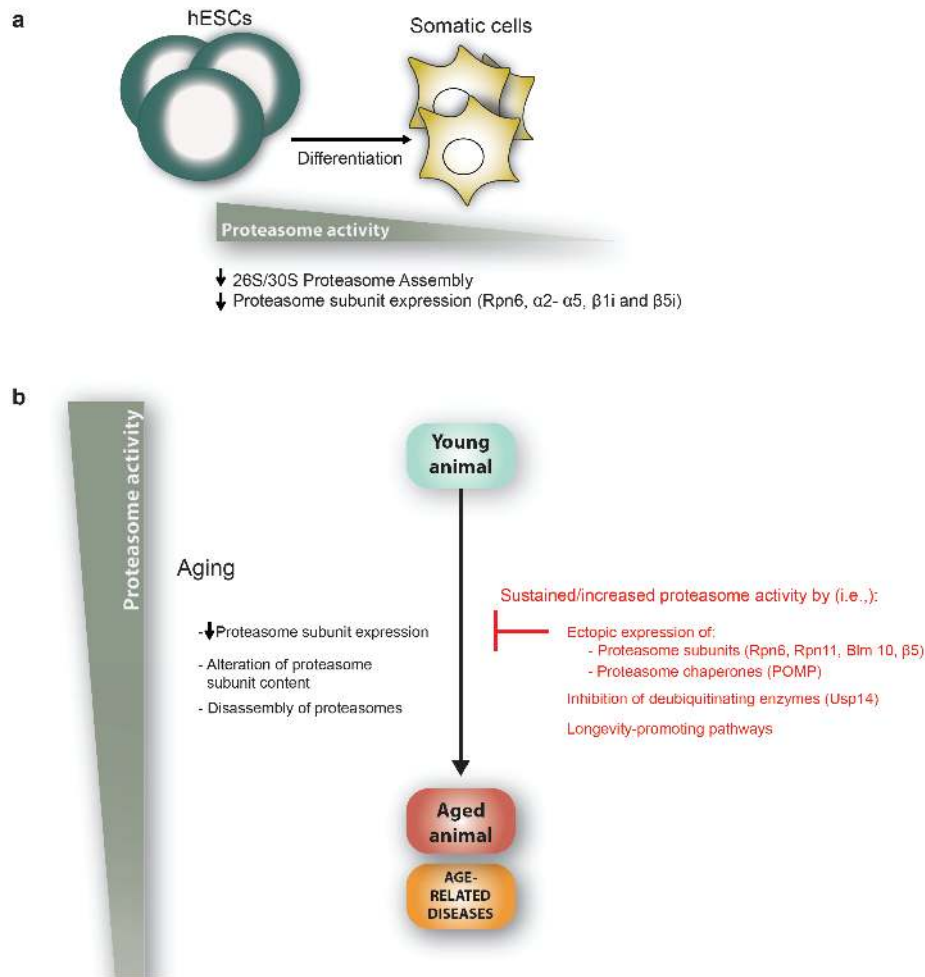 a
hESCs
Somatic cells
Differentiation
Proteasome activity
26S/30S Proteasome Assembly
Proteasome subunit expression (Rpn6, α2- α5, β1i and β5i)
b
Proteasome activity
Young
animal
Aging
- Proteasome subunit expression
- Alteration of proteasome
subunit content
- Disassembly of proteasomes
Sustained/increased proteasome activity by (i.e.,):
Ectopic expression of:
- Proteasome subunits (Rpn6, Rpn11, Blm 10, β5)
- Proteasome chaperones (POMP)
Inhibition of deubiquitinating enzymes (Usp14)
Longevity-promoting pathways
Aged
animal
AGE-
RELATED
DISEASES